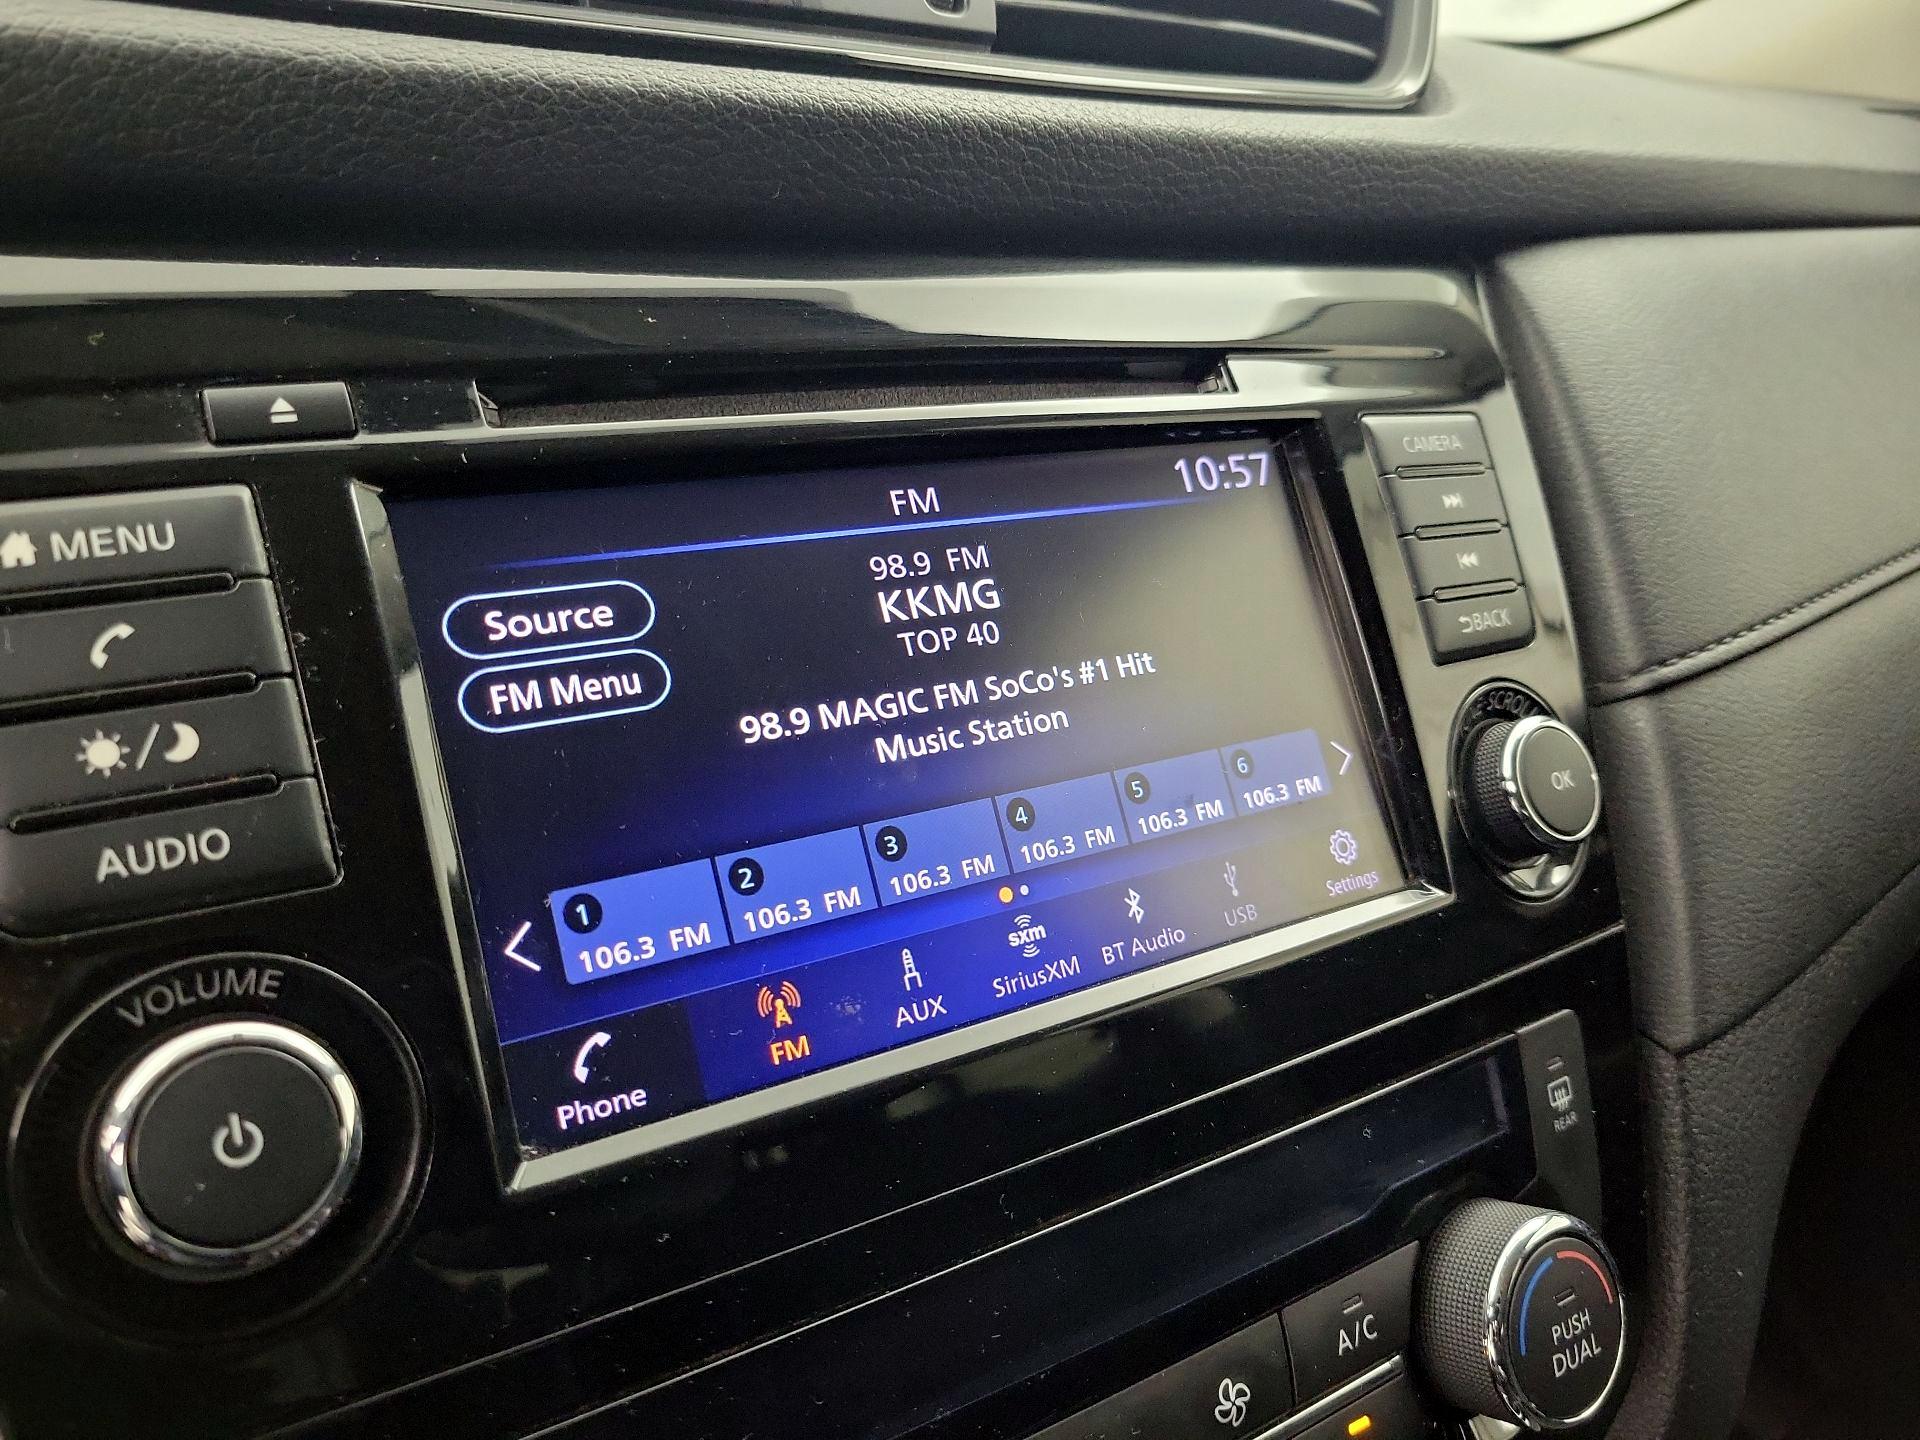 MENU
AUDIO
VOLUME
FM
10:57
98.9 FM
KKMG
TOP 40
98.9 MAGIC FM SoCo's #1 Hit
Music Station
Source
FM Menu
1
106.3 FM
2
106.3 FM
3
106.3 FM
4
106.3 FM
5
106.3 FM
6
106.3 FM
Phone
FM
AUX
sxm
SiriusXM
BT Audio
USB
Settings
CAMERA
BACK
OK
REAR
A/C
PUSH
DUAL